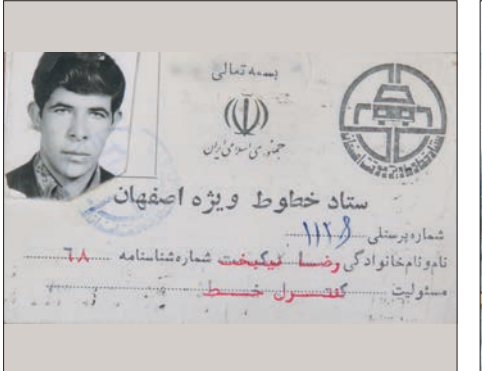 بسمه تعالی
جمهوری اسلامی ایران
ستاد خطوط ویژه اصفهان
شماره پرسنلی ۱۱۲۶
نام و نام خانوادگی رضا نیکبخت شماره شناسنامه ۶۸
مسئولیت کنترل خط